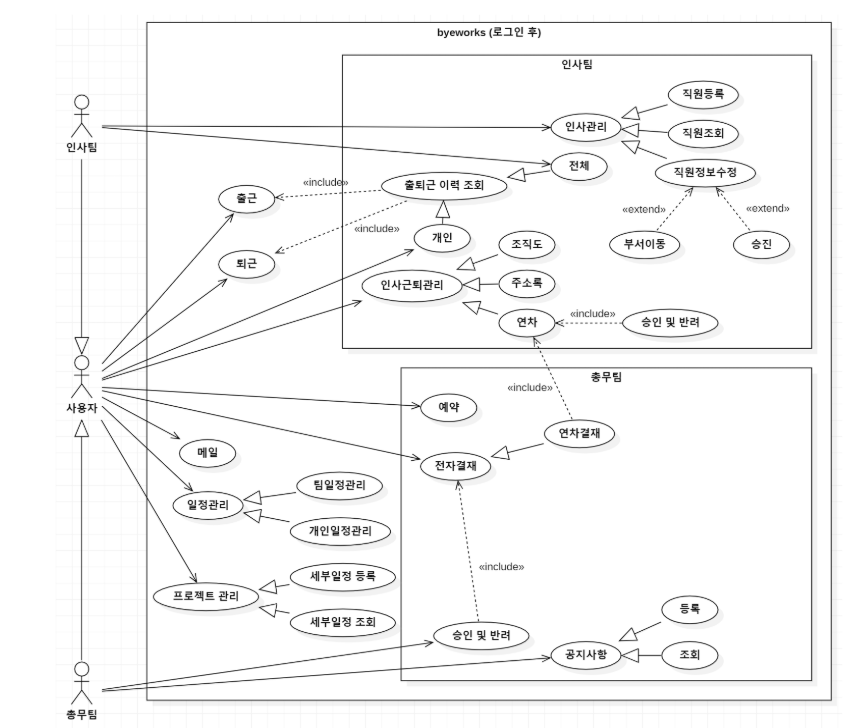 byeworks (로그인 후)
인사팀
직원등록
인사관리
직원조회
인사팀
전체
직원정보수정
«include»
출퇴근 이력 조회
출근
«extend»
«extend»
«include»
개인
조직도
부서이동
승진
퇴근
인사근퇴관리
주소록
연차
«include»
승인 및 반려
총무팀
«include»
사용자
예약
연차결재
메일
전자결재
팀일정관리
일정관리
개인일정관리
«include»
세부일정 등록
프로젝트 관리
등록
세부일정 조회
승인 및 반려
공지사항
조회
총무팀